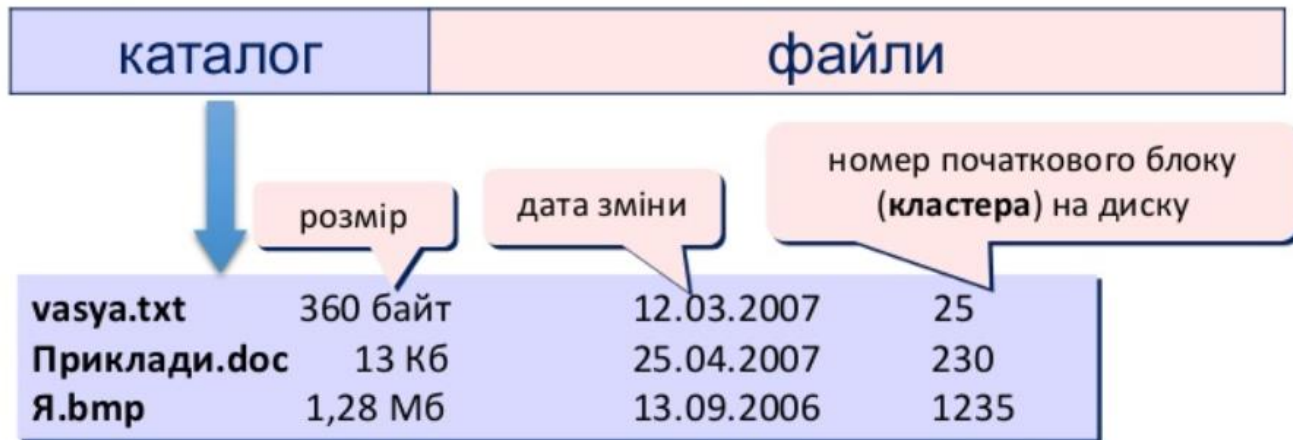 каталог файли
розмір
дата зміни
номер початкового блоку
(кластера) на диску
vasya.txt 360 байт 12.03.2007 25
Приклади.doc 13 Кб 25.04.2007 230
Я.bmp 1,28 Мб 13.09.2006 1235